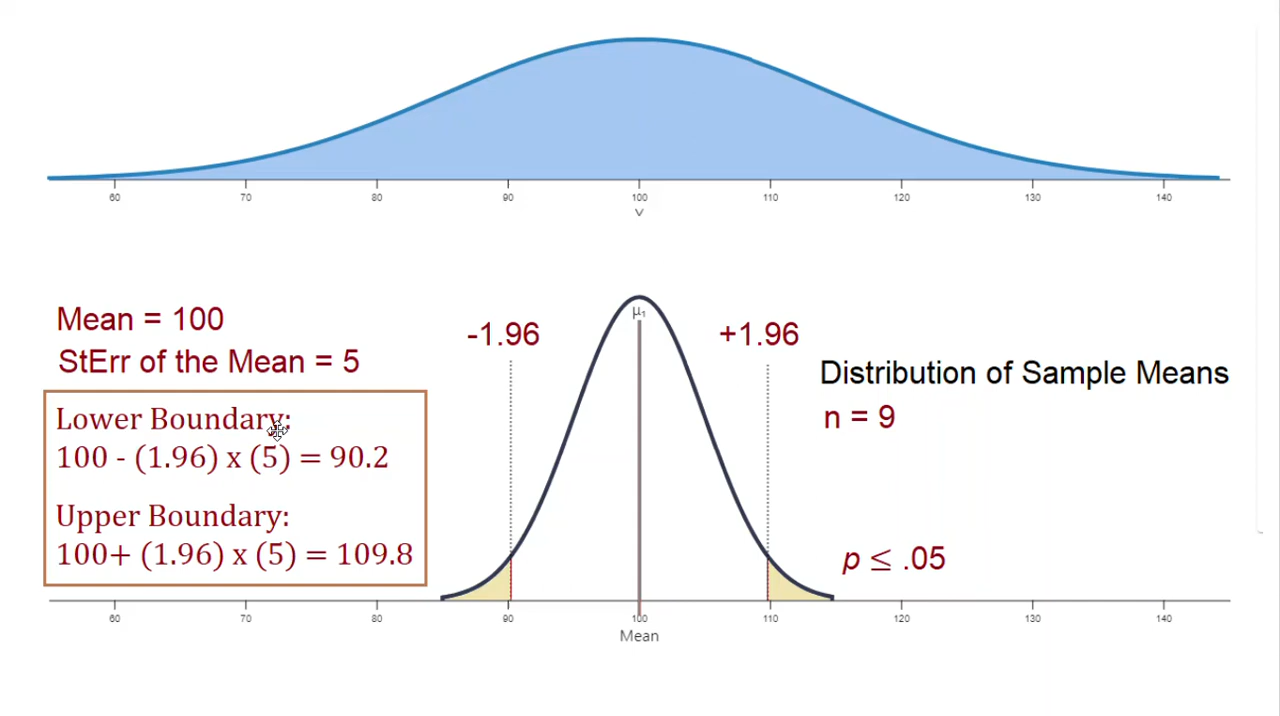 60 70 80 90 100 110 120 130 140
Mean = 100
StErr of the Mean = 5
Lower Boundary:
100 - (1.96) x (5) = 90.2
Upper Boundary:
100+ (1.96) x (5) = 109.8
-1.96
μ₁
+1.96
Distribution of Sample Means
n = 9
p ≤ .05
60 70 80 90 100 110 120 130 140
Mean